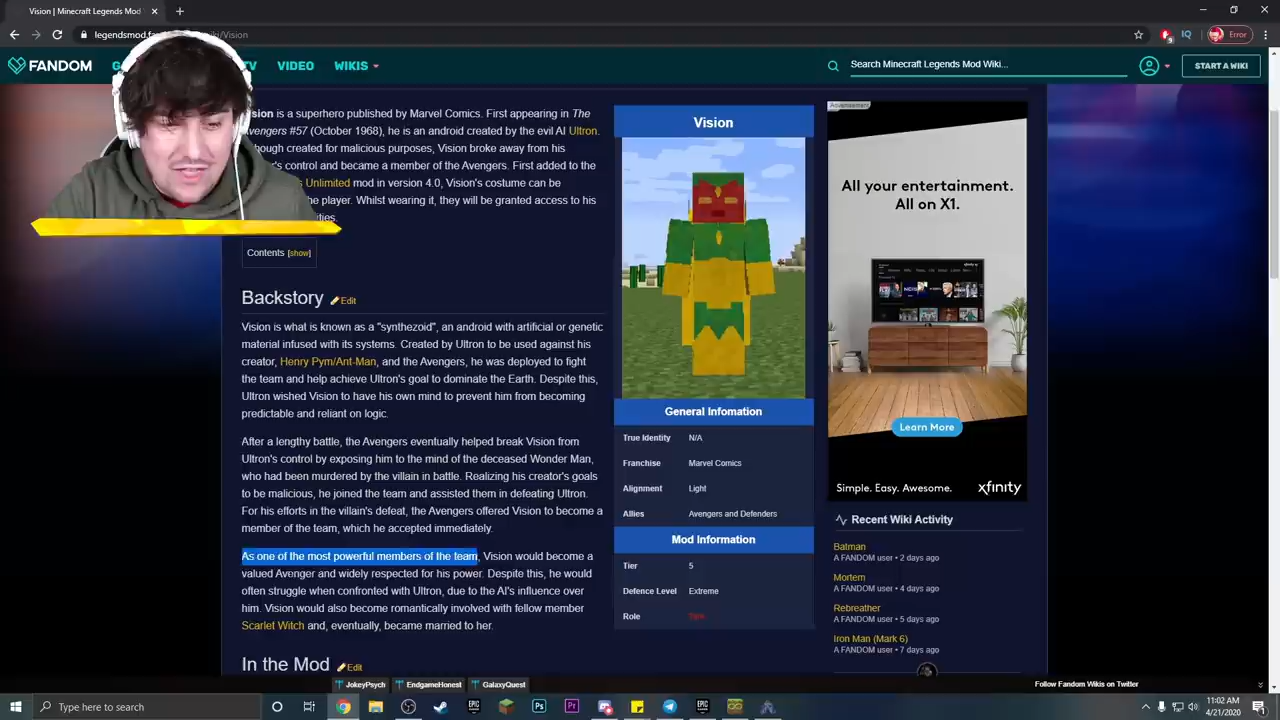 Vision | Minecraft Legends Mod
legendsmod.fan
ki/Vision
Error
FANDOM
G
TV
VIDEO
WIKIS
Search Minecraft Legends Mod Wiki...
START A WIKI
ision is a superhero published by Marvel Comics. First appearing in The
vengers #57 (October 1968), he is an android created by the evil AI Ultron.
hough created for malicious purposes, Vision broke away from his
r's control and became a member of the Avengers. First added to the
s Unlimited mod in version 4.0, Vision's costume can be
player. Whilst wearing it, they will be granted access to his
ties.
Contents [show]
Backstory
Edit
Vision is what is known as a "synthezoid", an android with artificial or genetic
material infused with its systems. Created by Ultron to be used against his
creator, Henry Pym/Ant-Man, and the Avengers, he was deployed to fight
the team and help achieve Ultron's goal to dominate the Earth. Despite this,
Ultron wished Vision to have his own mind to prevent him from becoming
predictable and reliant on logic.
After a lengthy battle, the Avengers eventually helped break Vision from
Ultron's control by exposing him to the mind of the deceased Wonder Man,
who had been murdered by the villain in battle. Realizing his creator's goals
to be malicious, he joined the team and assisted them in defeating Ultron.
For his efforts in the villain's defeat, the Avengers offered Vision to become a
member of the team, which he accepted immediately.
As one of the most powerful members of the team, Vision would become a
valued Avenger and widely respected for his power. Despite this, he would
often struggle when confronted with Ultron, due to the AI's influence over
him. Vision would also become romantically involved with fellow member
Scarlet Witch and, eventually, became married to her.
In the Mod
Edit
Vision
General Infomation
True Identity N/A
Franchise Marvel Comics
Alignment Light
Allies Avengers and Defenders
Mod Information
Tier 5
Defence Level Extreme
Role Tank
Advertisement
All your entertainment.
All on X1.
Learn More
Simple. Easy. Awesome.
xfinity
Recent Wiki Activity
Batman
A FANDOM user • 2 days ago
Mortem
A FANDOM user • 4 days ago
Rebreather
A FANDOM user • 5 days ago
Iron Man (Mark 6)
A FANDOM user • 7 days ago
JokeyPsych
EndgameHonest
GalaxyQuest
Follow Fandom Wikis on Twitter
Type here to search
11:02 AM
4/21/2020